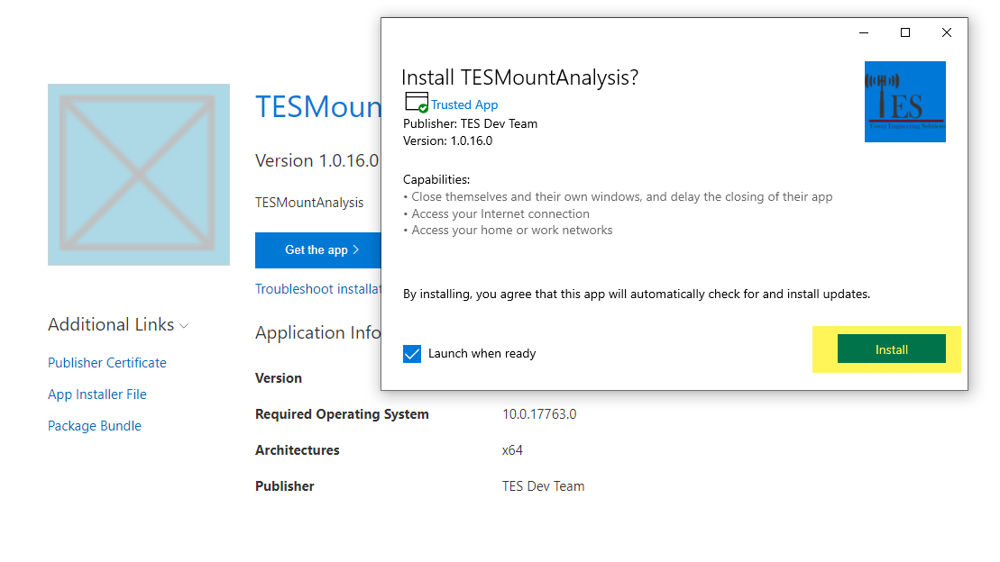 TESMoun
Version 1.0.16.0
TESMountAnalysis
Get the app
Troubleshoot installat
Additional Links
Publisher Certificate
App Installer File
Package Bundle
Application Info
Version
Required Operating System 10.0.17763.0
Architectures x64
Publisher TES Dev Team
Install TESMountAnalysis?
Trusted App
Publisher: TES Dev Team
Version: 1.0.16.0
TES
Tower Engineering Solutions
Capabilities:
• Close themselves and their own windows, and delay the closing of their app
• Access your Internet connection
• Access your home or work networks
By installing, you agree that this app will automatically check for and install updates.
Launch when ready
Install